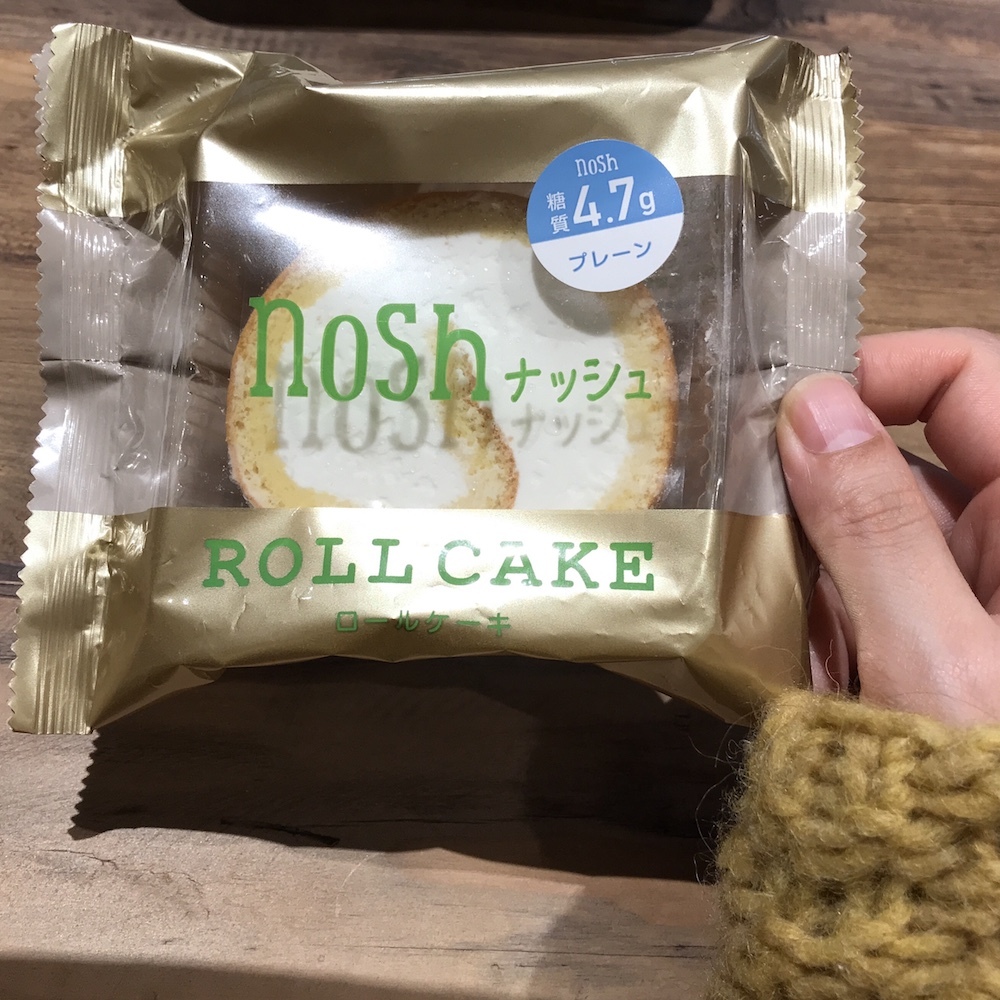 nosh
糖質 4.7g
プレーン
nosh ナッシュ
ROLL CAKE
ロールケーキ